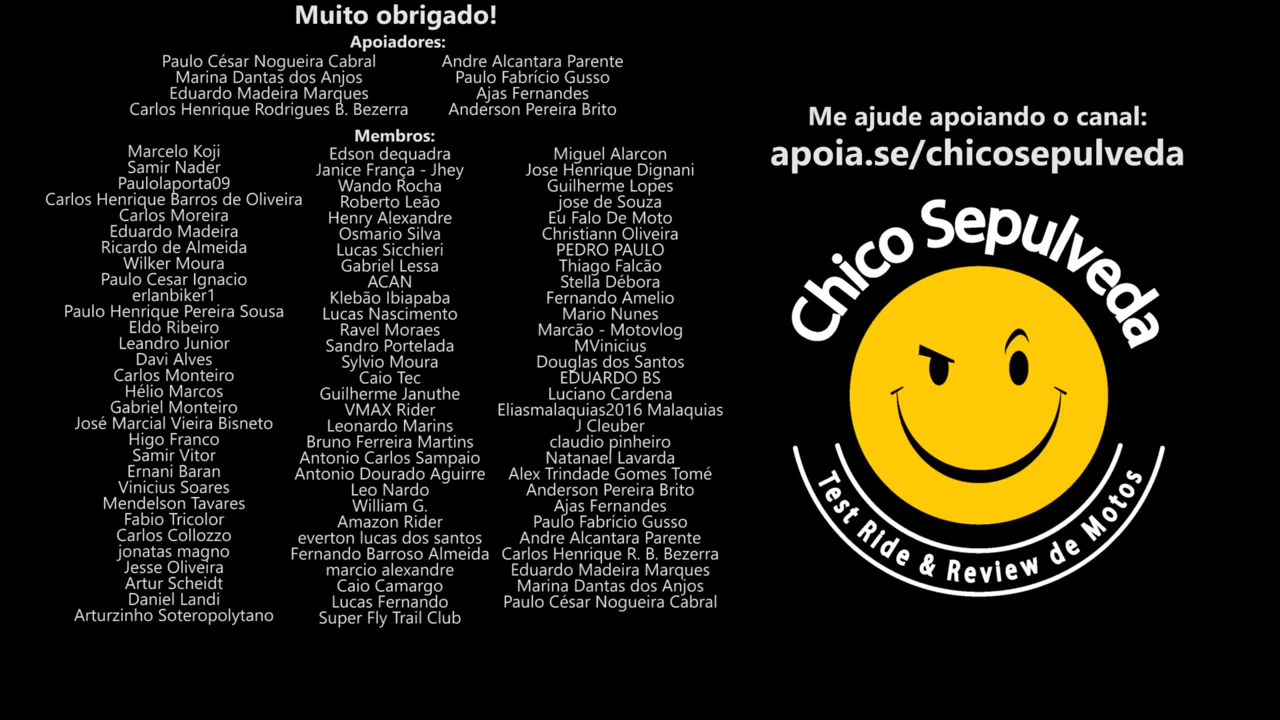 Muito obrigado!
Apoiadores:
Paulo César Nogueira Cabral
Marina Dantas dos Anjos
Eduardo Madeira Marques
Carlos Henrique Rodrigues B. Bezerra
Andre Alcantara Parente
Paulo Fabrício Gusso
Ajas Fernandes
Anderson Pereira Brito
Membros:
Marcelo Koji
Samir Nader
Paulolaporta09
Carlos Henrique Barros de Oliveira
Carlos Moreira
Eduardo Madeira
Ricardo de Almeida
Wilker Moura
Paulo Cesar Ignacio
erlanbiker1
Paulo Henrique Pereira Sousa
Eldo Ribeiro
Leandro Junior
Davi Alves
Carlos Monteiro
Hélio Marcos
Gabriel Monteiro
José Marcial Vieira Bisneto
Higo Franco
Samir Vitor
Ernani Baran
Vinicius Soares
Mendelson Tavares
Fabio Tricolor
Carlos Collozzo
jonatas magno
Jesse Oliveira
Artur Scheidt
Daniel Landi
Arturzinho Soteropolytano
Edson dequadra
Janice França - Jhey
Wando Rocha
Roberto Leão
Henry Alexandre
Osmario Silva
Lucas Sicchieri
Gabriel Lessa
ACAN
Klebão Ibiapaba
Lucas Nascimento
Ravel Moraes
Sandro Portelada
Sylvio Moura
Caio Tec
Guilherme Januthe
VMAX Rider
Leonardo Marins
Bruno Ferreira Martins
Antonio Carlos Sampaio
Antonio Dourado Aguirre
Leo Nardo
William G.
Amazon Rider
everton lucas dos santos
Fernando Barroso Almeida
marcio alexandre
Caio Camargo
Lucas Fernando
Super Fly Trail Club
Miguel Alarcon
Jose Henrique Dignani
Guilherme Lopes
jose de Souza
Eu Falo De Moto
Christiann Oliveira
PEDRO PAULO
Thiago Falcão
Stella Débora
Fernando Amelio
Mario Nunes
Marcão - Motovlog
MVinicius
Douglas dos Santos
EDUARDO BS
Luciano Cardena
Eliasmalaquias2016 Malaquias
J Cleuber
claudio pinheiro
Natanael Lavarda
Alex Trindade Gomes Tomé
Anderson Pereira Brito
Ajas Fernandes
Paulo Fabrício Gusso
Andre Alcantara Parente
Carlos Henrique R. B. Bezerra
Eduardo Madeira Marques
Marina Dantas dos Anjos
Paulo César Nogueira Cabral
Me ajude apoiando o canal:
apoia.se/chicosepulveda
Chico Sepulveda
Test Ride & Review de Motos